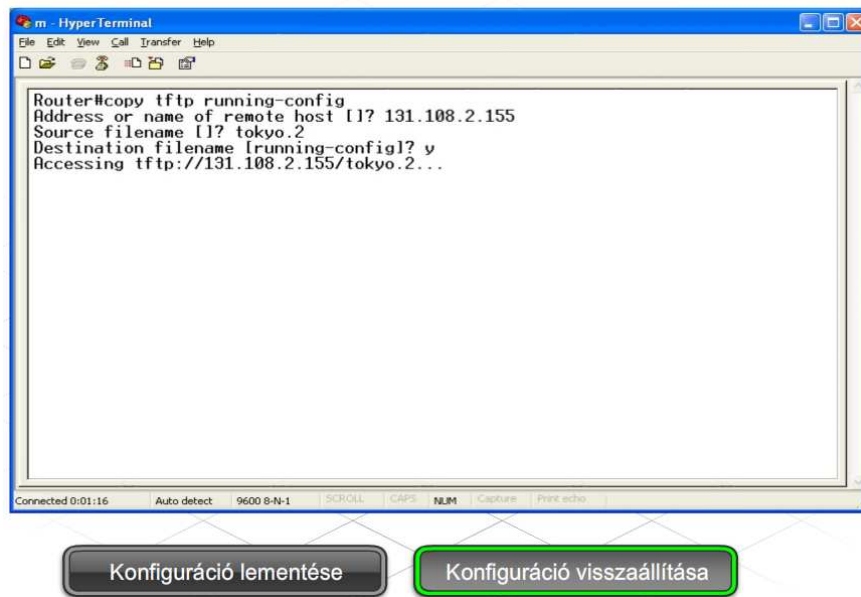 m - HyperTerminal
File Edit View Call Transfer Help
Router#copy tftp running-config
Address or name of remote host []? 131.108.2.155
Source filename []? tokyo.2
Destination filename [running-config]? y
Accessing tftp://131.108.2.155/tokyo.2...
Connected 0:01:16 Auto detect 9600 8-N-1 SCROLL CAPS NUM Capture Print echo
Konfiguráció lementése Konfiguráció visszaállítása